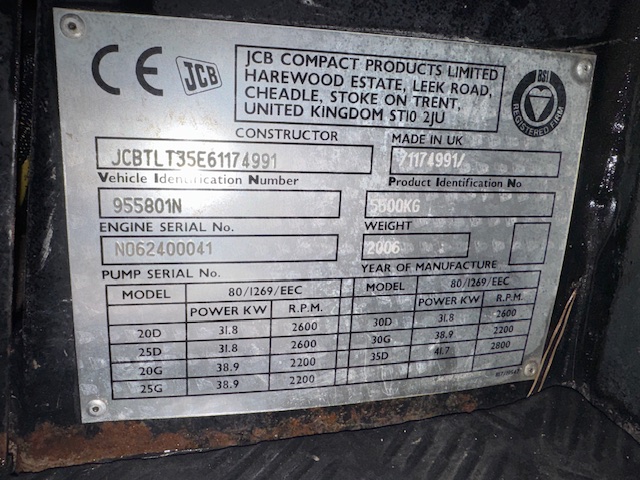 CE JCB
JCB COMPACT PRODUCTS LIMITED
HAREWOOD ESTATE, LEEK ROAD,
CHEADLE, STOKE ON TRENT,
UNITED KINGDOM ST10 2JU
BSI
REGISTERED FIRM
CONSTRUCTOR MADE IN UK
JCBTLT35E61174991 /1174991/
Vehicle Identification Number Product Identification No
955801N 5500KG
ENGINE SERIAL No. WEIGHT
N062400041 2006
PUMP SERIAL No. YEAR OF MANUFACTURE
MODEL 80/1269/EEC MODEL 80/1269/EEC
POWER KW R.P.M. POWER KW R.P.M.
20D 31.8 2600 30D 31.8 2600
25D 31.8 2600 30G 38.9 2200
20G 38.9 2200 35D 41.7 2800
25G 38.9 2200